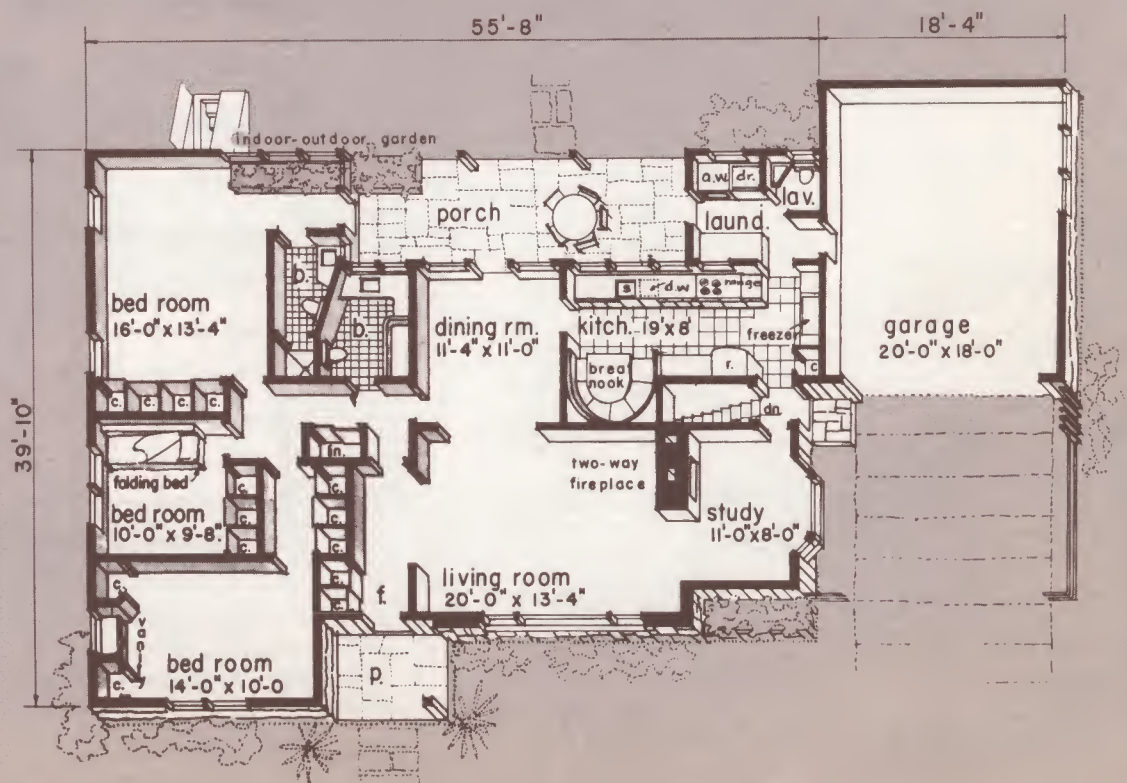 55'-8"
18'-4"
39'-10"
indoor-outdoor garden
porch
a.w.
dr.
lav.
laund.
b.
b.
bed room
16'-0" x 13'-4"
dining rm.
11'-4" x 11'-0"
s
d.w
range
kitch. 19'x8'
freezer
garage
20'-0" x 18'-0"
brea
nook
r.
c
c.
c.
c.
c.
dn
lin.
folding bed
two-way
fireplace
bed room
10'-0" x 9'-8"
c.
c.
c.
c.
c.
c.
c.
c.
study
11'-0" x 8'-0"
c.
f.
living room
20'-0" x 13'-4"
vanity
c.
bed room
14'-0" x 10'-0
p.